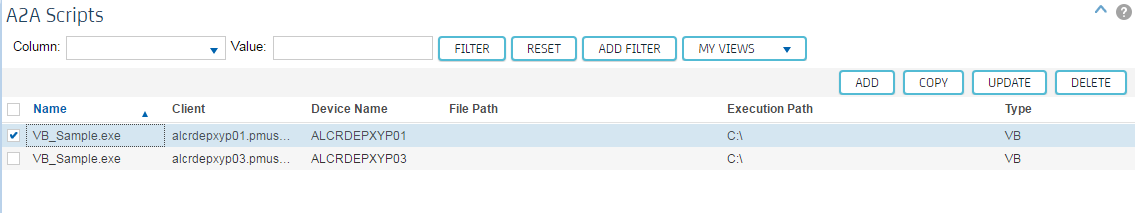 A2A Scripts
Column: Value: FILTER RESET ADD FILTER MY VIEWS
ADD COPY UPDATE DELETE
Name Client Device Name File Path Execution Path Type
VB_Sample.exe alcrdepxyp01.pmus... ALCRDEPXYP01 C:\ VB
VB_Sample.exe alcrdepxyp03.pmus... ALCRDEPXYP03 C:\ VB